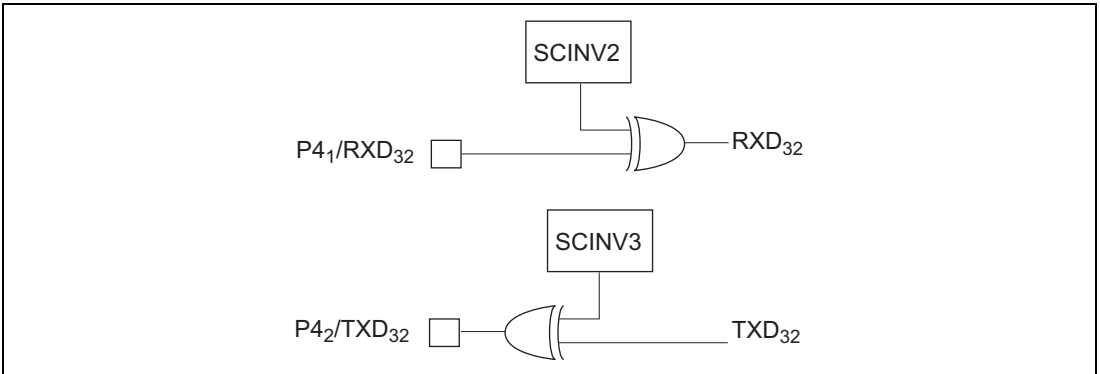 SCINV2
P4₁/RXD₃₂
RXD₃₂
SCINV3
P4₂/TXD₃₂
TXD₃₂